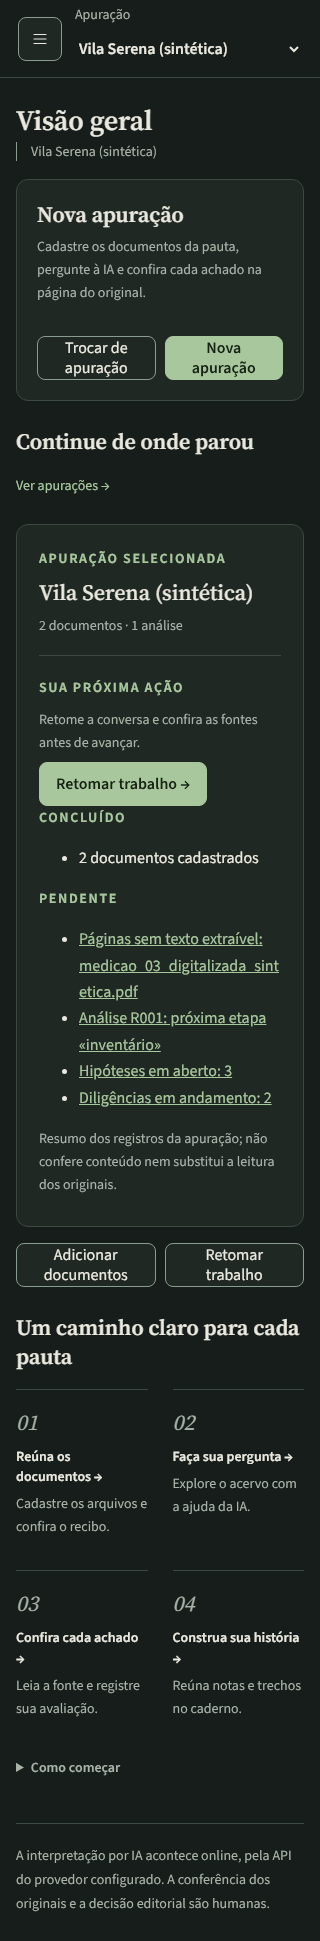 Apuração
Vila Serena (sintética)
Visão geral
Vila Serena (sintética)
Nova apuração
Cadastre os documentos da pauta,
pergunte à IA e confira cada achado na
página do original.
Trocar de
apuração
Nova
apuração
Continue de onde parou
Ver apurações →
APURAÇÃO SELECIONADA
Vila Serena (sintética)
2 documentos · 1 análise
SUA PRÓXIMA AÇÃO
Retome a conversa e confira as fontes
antes de avançar.
Retomar trabalho →
CONCLUÍDO
• 2 documentos cadastrados
PENDENTE
• Páginas sem texto extraível:
medicao_03_digitalizada_sint
etica.pdf
• Análise R001: próxima etapa
«inventário»
• Hipóteses em aberto: 3
• Diligências em andamento: 2
Resumo dos registros da apuração; não
confere conteúdo nem substitui a leitura
dos originais.
Adicionar
documentos
Retomar
trabalho
Um caminho claro para cada
pauta
01
Reúna os
documentos →
Cadastre os arquivos e
confira o recibo.
02
Faça sua pergunta →
Explore o acervo com
a ajuda da IA.
03
Confira cada achado
→
Leia a fonte e registre
sua avaliação.
04
Construa sua história
→
Reúna notas e trechos
no caderno.
Como começar
A interpretação por IA acontece online, pela API
do provedor configurado. A conferência dos
originais e a decisão editorial são humanas.